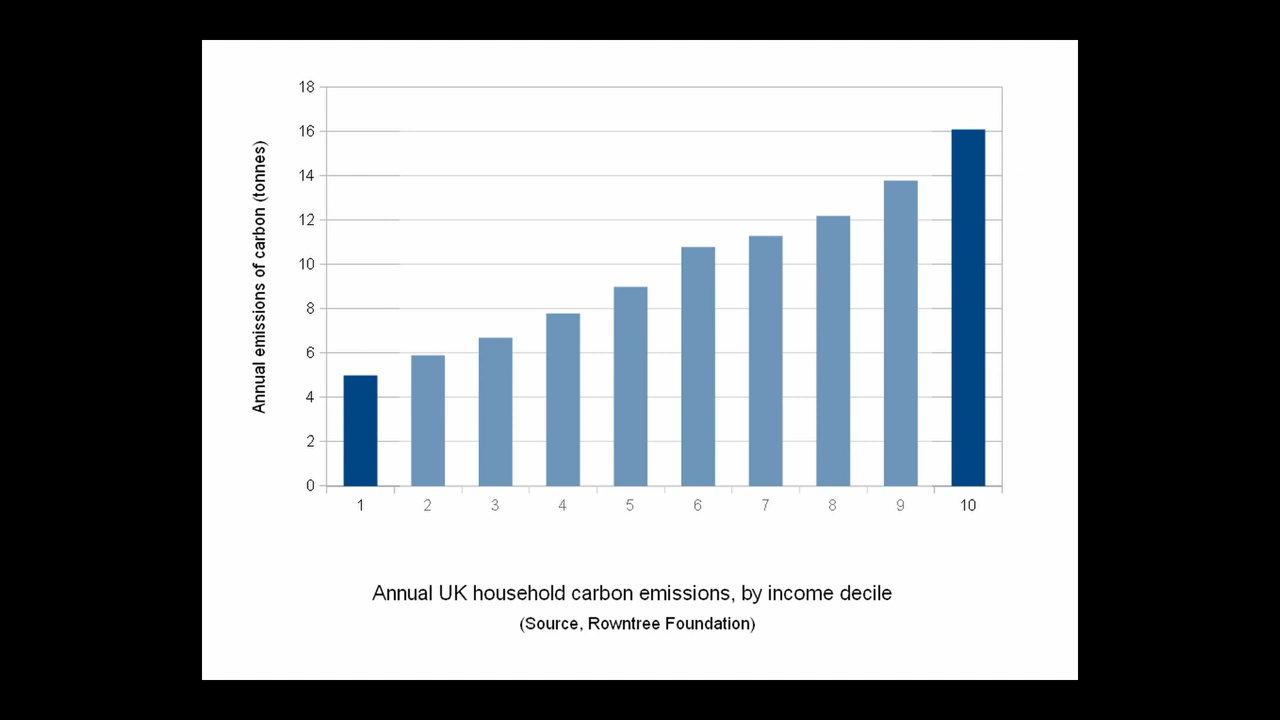 18
16
14
12
10
8
6
4
2
0
Annual emissions of carbon (tonnes)
1 2 3 4 5 6 7 8 9 10
Annual UK household carbon emissions, by income decile
(Source, Rowntree Foundation)